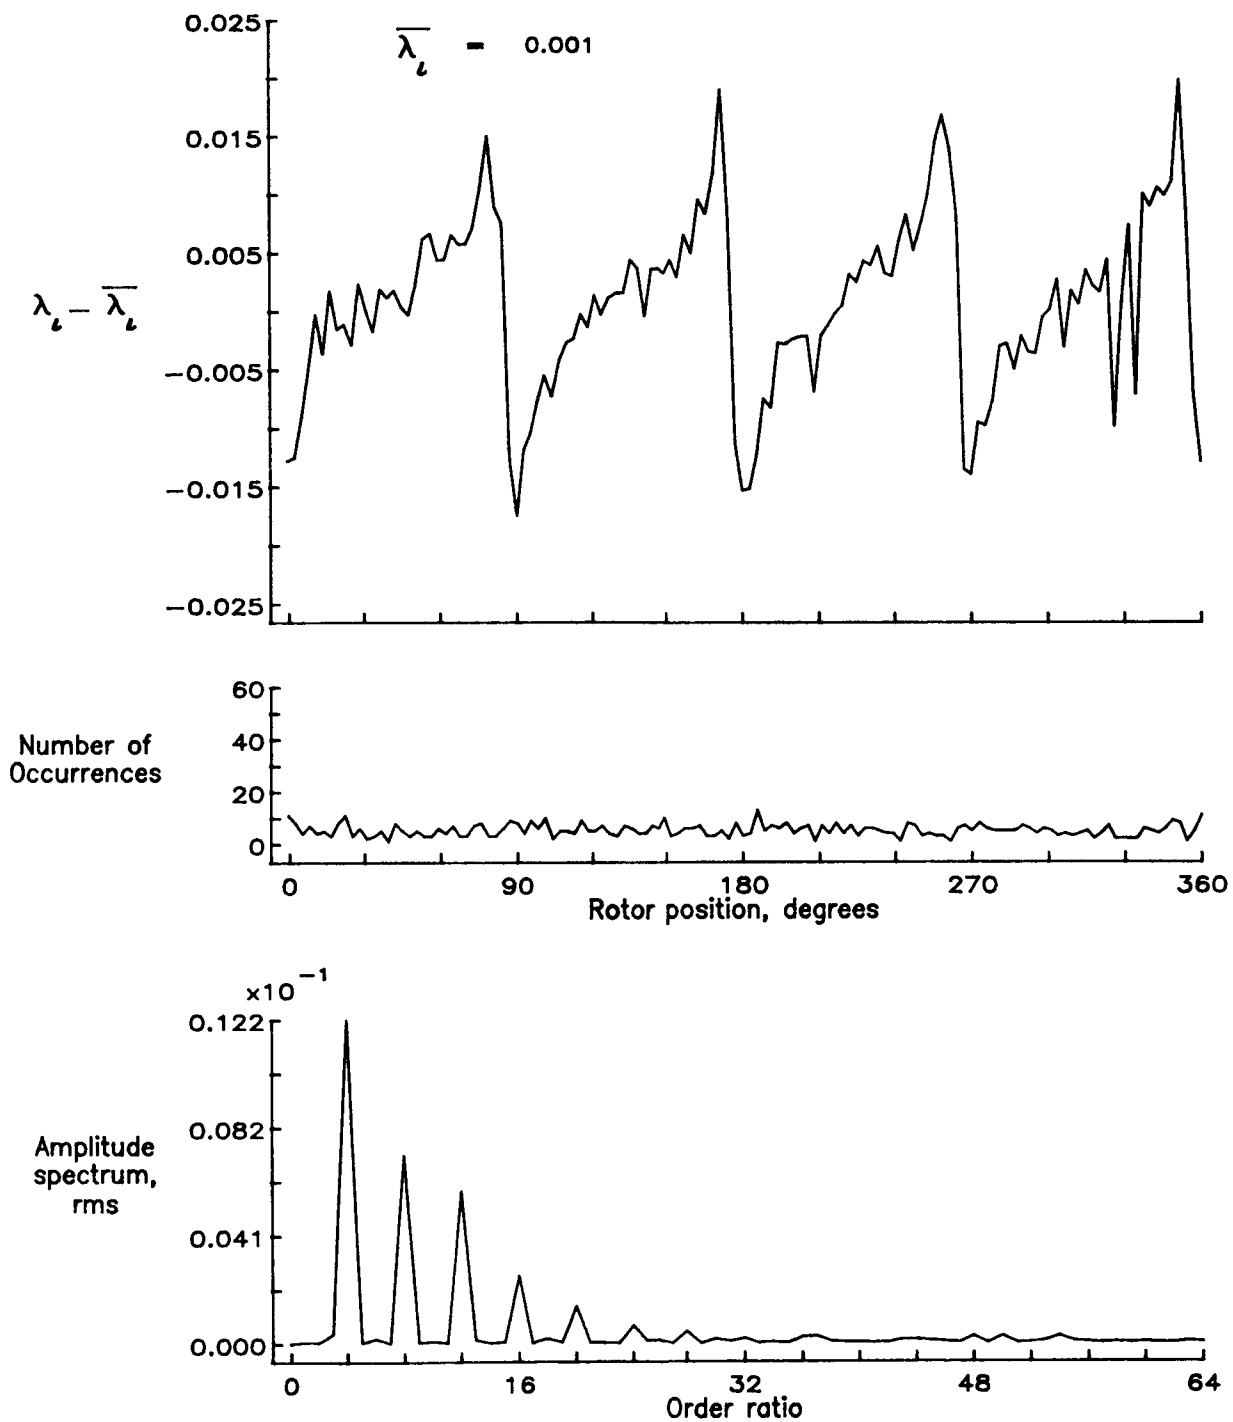 0.025
λ̅ι = 0.001
0.015
0.005
λι – λ̅ι
−0.005
−0.015
−0.025
60
Number of
40
Occurrences
20
0
0 90 180 270 360
Rotor position, degrees
×10⁻¹
0.122
0.082
Amplitude
spectrum,
rms
0.041
0.000
0 16 32 48 64
Order ratio